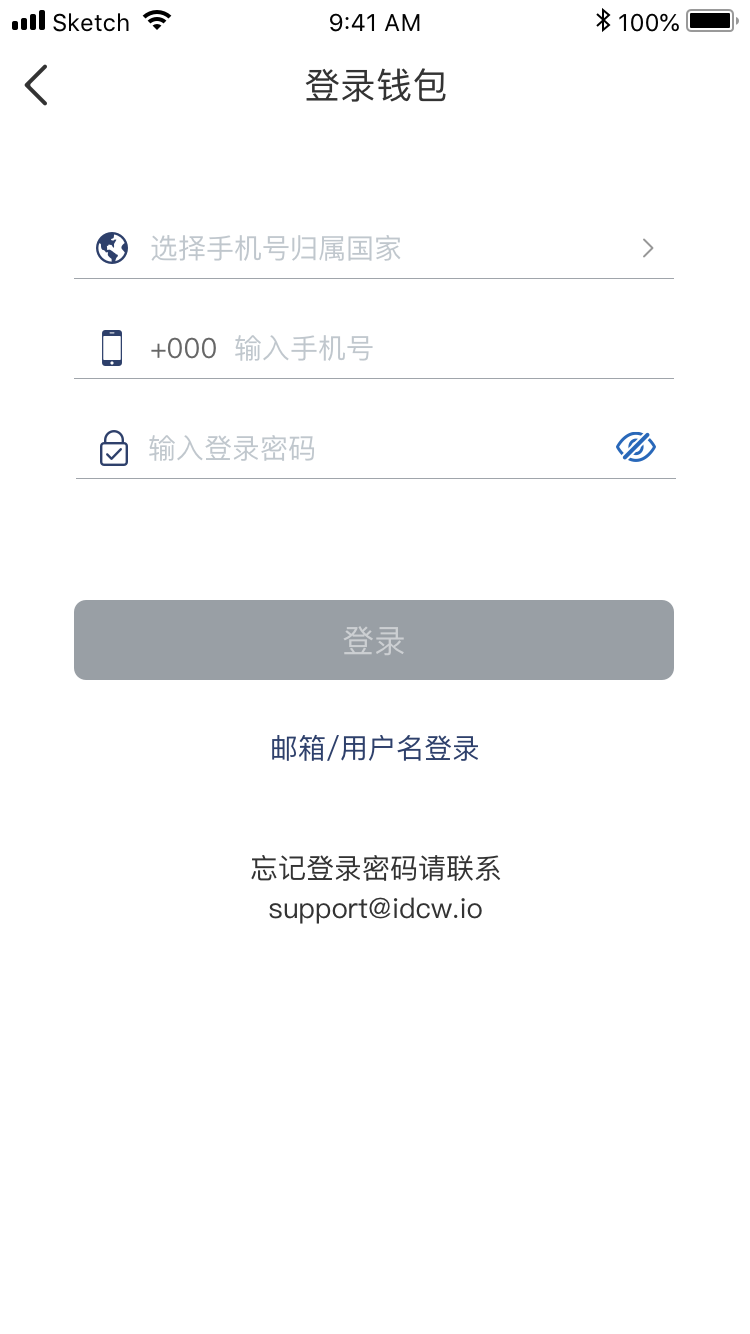 Sketch 9:41 AM 100%
登录钱包
选择手机号归属国家
+000 输入手机号
输入登录密码
登录
邮箱/用户名登录
忘记登录密码请联系
support@idcw.io